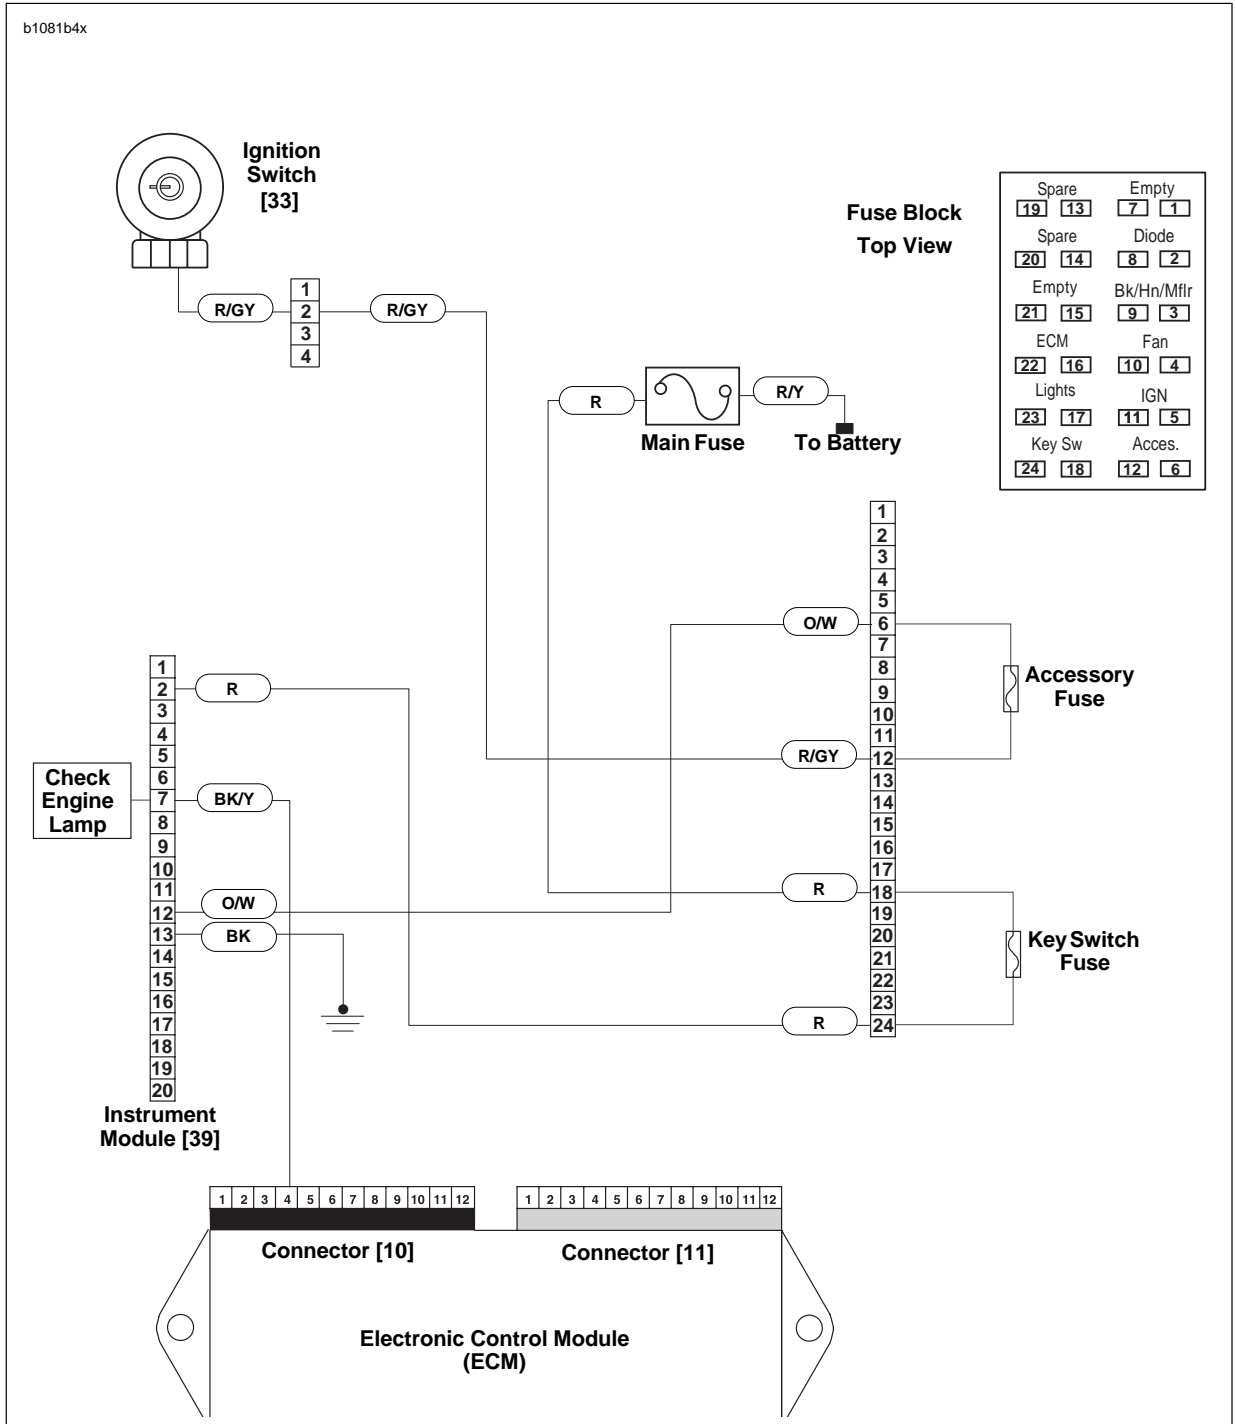 b1081b4x
Ignition
Switch
[33]
R/GY
1
2
3
4
R/GY
Fuse Block
Top View
Spare Empty
19 13 7 1
Spare Diode
20 14 8 2
Empty Bk/Hn/Mflr
21 15 9 3
ECM Fan
22 16 10 4
Lights IGN
23 17 11 5
Key Sw Acces.
24 18 12 6
R
Main Fuse
R/Y
To Battery
1
2
3
4
5
6
7
8
9
10
11
12
13
14
15
16
17
18
19
20
21
22
23
24
O/W
R/GY
R
R
Accessory
Fuse
Key Switch
Fuse
Check
Engine
Lamp
1
2
3
4
5
6
7
8
9
10
11
12
13
14
15
16
17
18
19
20
R
BK/Y
O/W
BK
Instrument
Module [39]
1 2 3 4 5 6 7 8 9 10 11 12
Connector [10]
1 2 3 4 5 6 7 8 9 10 11 12
Connector [11]
Electronic Control Module
(ECM)